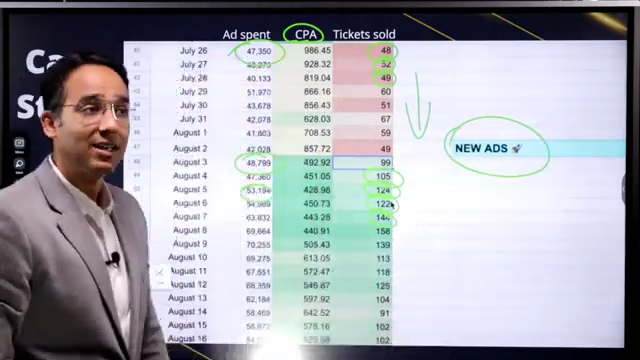 Ad spent CPA Tickets sold
Ca
St
40 July 26 47,350 986.45 48
July 27 928.32 52
July 28 40,133 819.04 49
July 29 51,970 866.16 60
July 30 43,678 856.43 51
July 31 42,078 628.03 67
August 1 41,803 708.53 59
August 2 42,028 857.72 49
NEW ADS 🚀
August 3 48,799 492.92 99
August 4 47,360 451.05 105
August 5 53,194 428.98 124
August 6 54,989 450.73 122
August 7 63,832 443.28 144
August 8 69,664 440.91 158
August 9 70,255 505.43 139
August 10 69,275 613.05 113
August 11 67,551 572.47 118
August 12 68,359 546.87 125
August 13 62,184 597.92 104
August 14 58,469 642.52 91
August 15 58,972 578.16 102
August 16 102